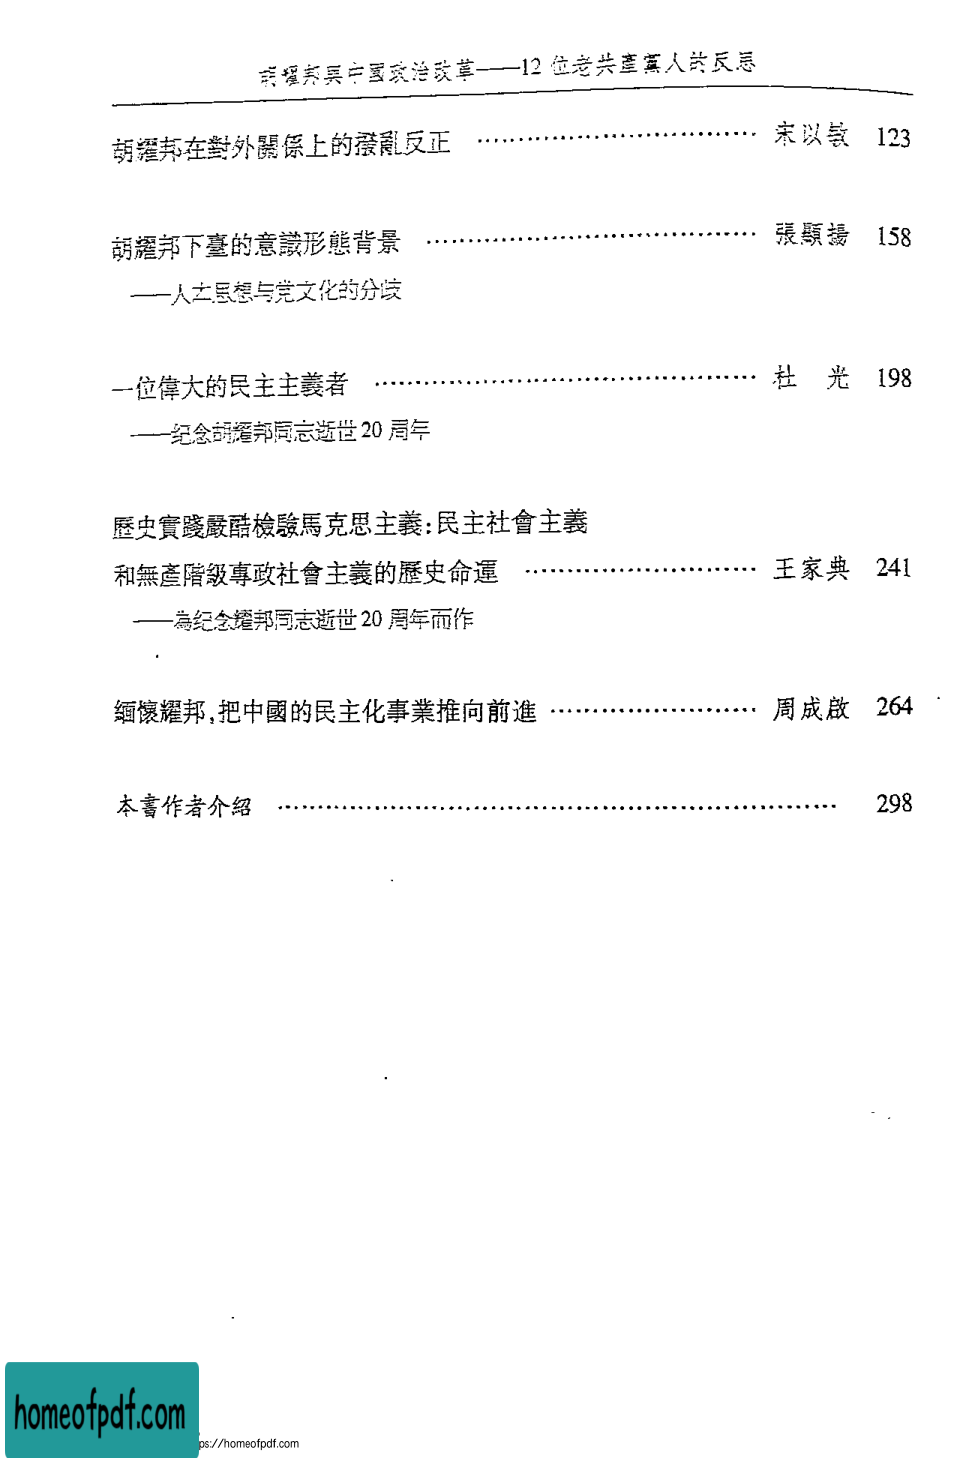 胡耀邦與中國政治改革——12 位老共產黨人的反思
胡耀邦在對外關係上的撥亂反正 ………………………… 宋以敏 123
胡耀邦下臺的意識形態背景 ………………………… 張顯揚 158
——人本思想与党文化的分歧
一位偉大的民主主義者 ………………………… 杜 光 198
——纪念胡耀邦同志逝世 20 周年
歷史實踐嚴酷檢驗馬克思主義:民主社會主義
和無產階級專政社會主義的歷史命運 ………………… 王家典 241
——為纪念耀邦同志逝世 20 周年而作
緬懷耀邦,把中國的民主化事業推向前進 ………………… 周成啟 264
本書作者介紹 ………………………………………… 298
homeofpdf.com
ps://homeofpdf.com